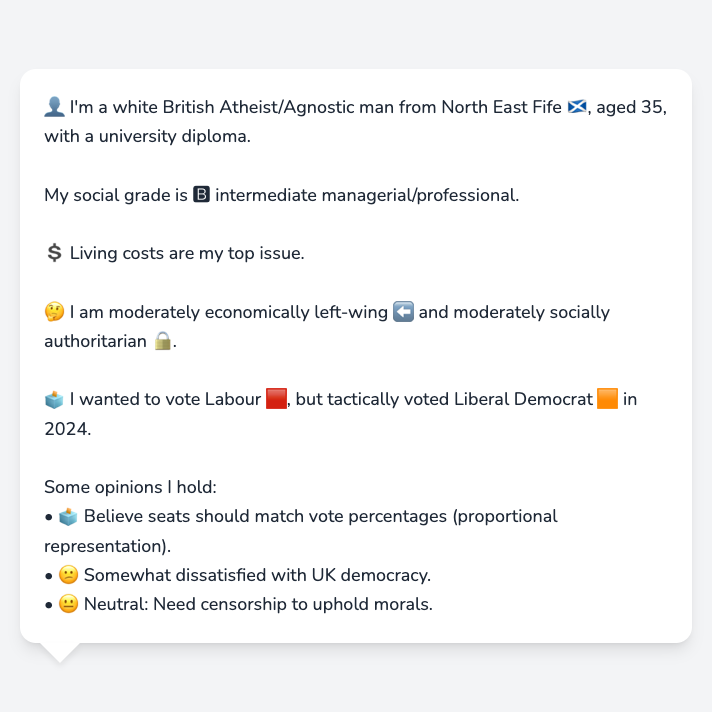 👤 I'm a white British Atheist/Agnostic man from North East Fife 🏴󠁧󠁢󠁳󠁣󠁴󠁿, aged 35,
with a university diploma.
My social grade is 🅱 intermediate managerial/professional.
💲 Living costs are my top issue.
🤔 I am moderately economically left-wing ⬅️ and moderately socially
authoritarian 🔒.
🗳️ I wanted to vote Labour 🟥, but tactically voted Liberal Democrat 🟧 in
2024.
Some opinions I hold:
• 🗳️ Believe seats should match vote percentages (proportional
representation).
• 😕 Somewhat dissatisfied with UK democracy.
• 😐 Neutral: Need censorship to uphold morals.